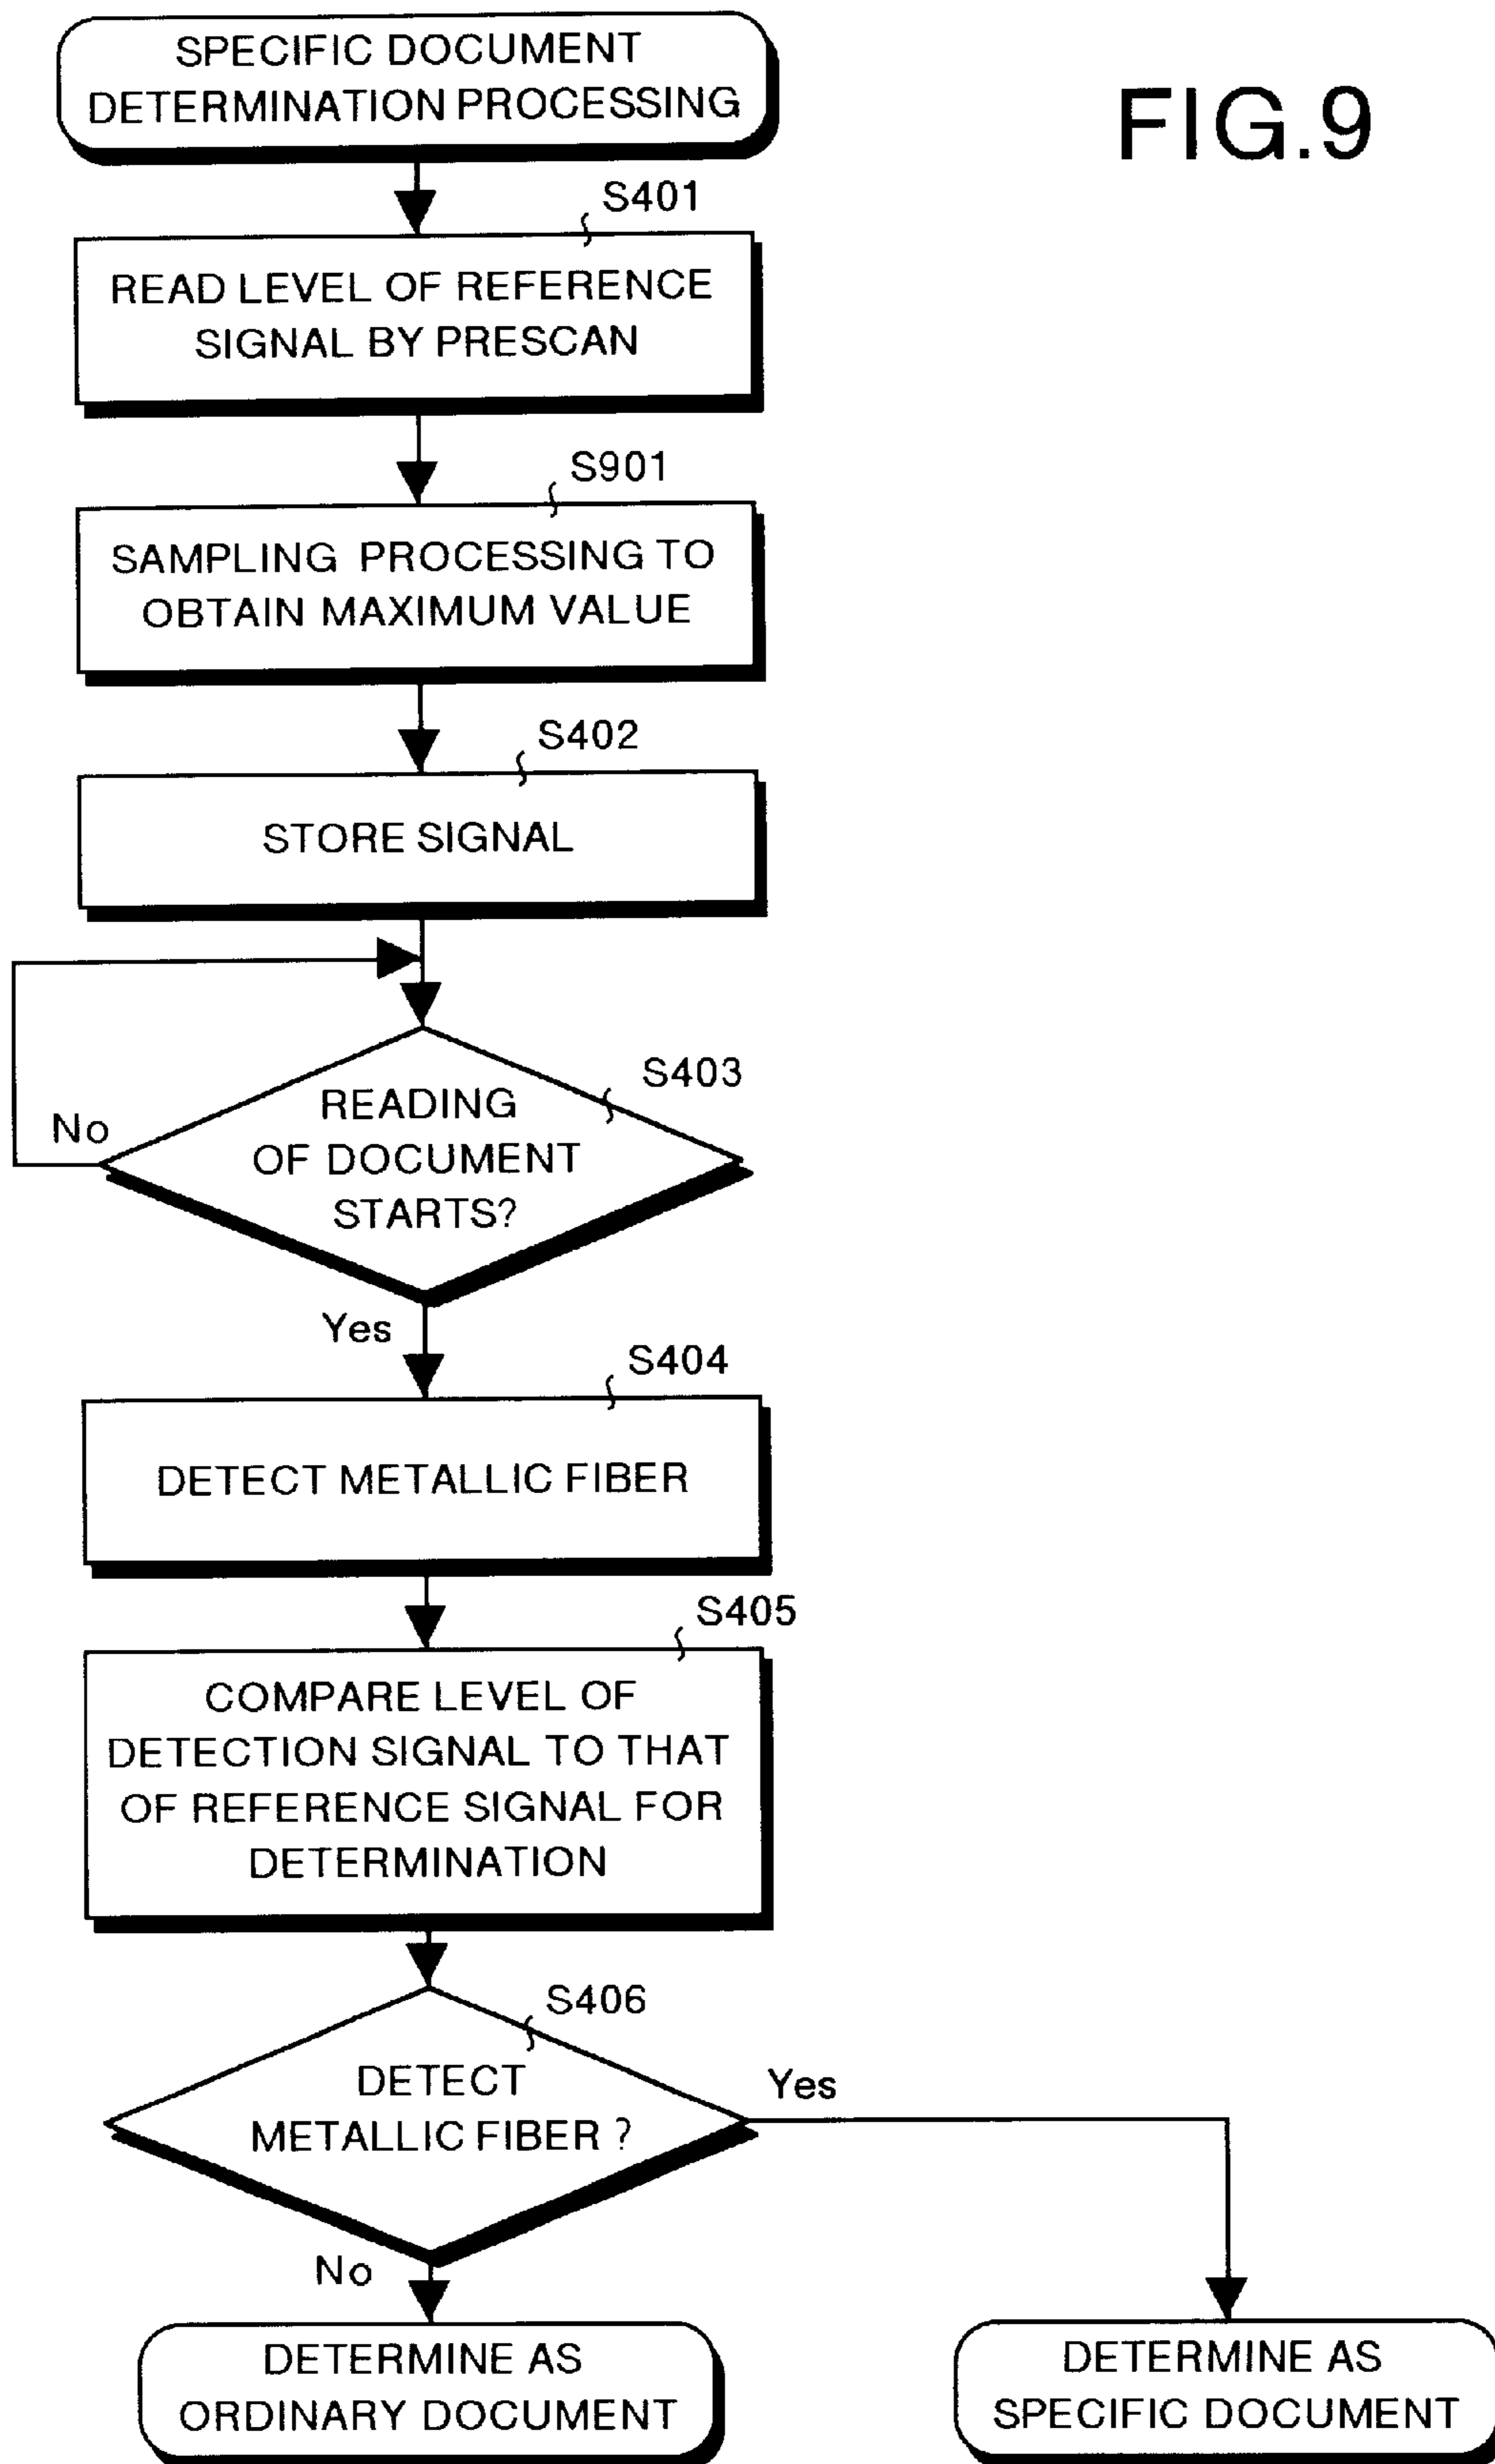 SPECIFIC DOCUMENT
DETERMINATION PROCESSING
FIG.9
S401
READ LEVEL OF REFERENCE
SIGNAL BY PRESCAN
S901
SAMPLING PROCESSING TO
OBTAIN MAXIMUM VALUE
S402
STORE SIGNAL
S403
READING
OF DOCUMENT
STARTS?
No
Yes
S404
DETECT METALLIC FIBER
S405
COMPARE LEVEL OF
DETECTION SIGNAL TO THAT
OF REFERENCE SIGNAL FOR
DETERMINATION
S406
DETECT
METALLIC FIBER ?
Yes
No
DETERMINE AS
ORDINARY DOCUMENT
DETERMINE AS
SPECIFIC DOCUMENT